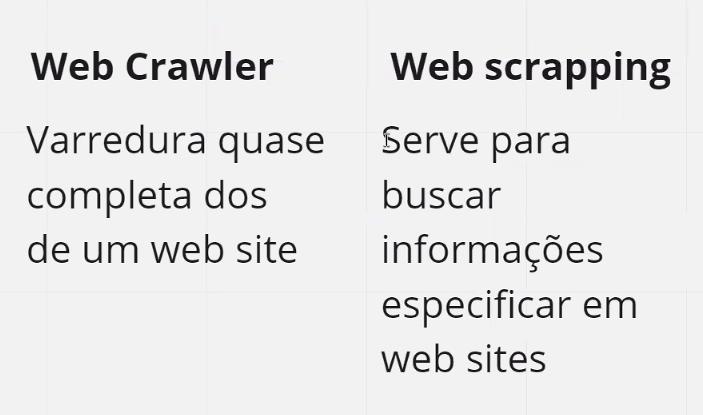 Web Crawler
Varredura quase
completa dos
de um web site
Web scrapping
Serve para
buscar
informações
especificar em
web sites